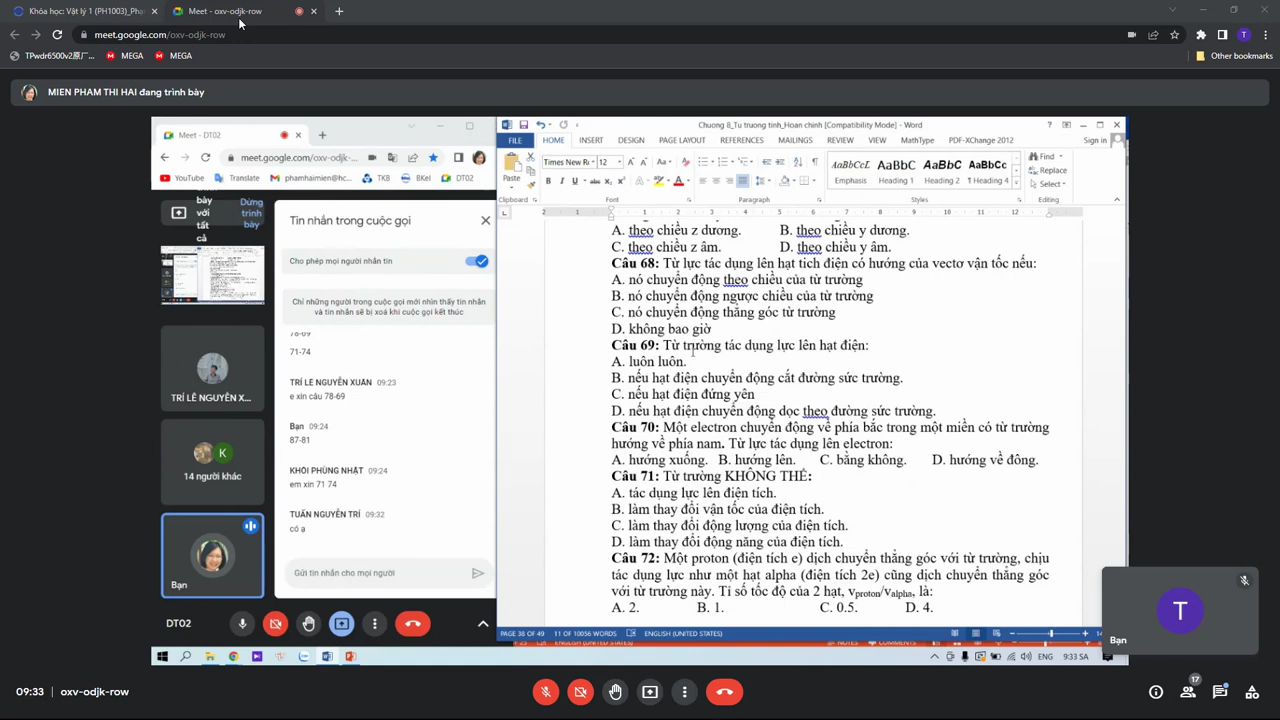 Khóa học: Vật lý 1 (PH1003)_Ph
Meet - oxv-odjk-row
meet.google.com/oxv-odjk-row
MEGA
MEGA
Other bookmarks
MIEN PHAM THI HAI đang trình bày
Meet - DT02
meet.google.com/oxv-odjk-...
YouTube
Translate
phamhaimien@hc...
TKB
BKel
DT02
bày
với
tất
cả
Dừng
trình
bày
Tin nhắn trong cuộc gọi
Cho phép mọi người nhắn tin
Chỉ những người trong cuộc gọi mới nhìn thấy tin nhắn
và tin nhắn sẽ bị xoá khi cuộc gọi kết thúc
78-69
71-74
TRÍ LÊ NGUYỄN XUÂN 09:23
e xin câu 78-69
Bạn 09:24
87-81
KHÔI PHÙNG NHẬT 09:24
em xin 71 74
TUẤN NGUYỄN TRÍ 09:32
có ạ
Gửi tin nhắn cho mọi người
TRÍ LÊ NGUYỄN X...
K
14 người khác
Bạn
DT02
Chuong 8_Tu truong tinh_Hoan chinh [Compatibility Mode] - Word
FILE
HOME
INSERT
DESIGN
PAGE LAYOUT
REFERENCES
MAILINGS
REVIEW
VIEW
MathType
PDF-XChange 2012
Sign in
Paste
Times New Ro
12
AaBbCcL
AaBbC
AaBbCc
AaBbCc
Emphasis
Heading 1
Heading 2
¶ Heading 4
Find
Replace
Select
Clipboard
Font
Paragraph
Styles
Editing
A. theo chiều z dương. B. theo chiều y dương.
C. theo chiều z âm. D. theo chiều y âm.
Câu 68: Từ lực tác dụng lên hạt tích điện có hướng của vectơ vận tốc nếu:
A. nó chuyển động theo chiều của từ trường
B. nó chuyển động ngược chiều của từ trường
C. nó chuyển động thẳng góc từ trường
D. không bao giờ
Câu 69: Từ trường tác dụng lực lên hạt điện:
A. luôn luôn.
B. nếu hạt điện chuyển động cắt đường sức trường.
C. nếu hạt điện đứng yên
D. nếu hạt điện chuyển động dọc theo đường sức trường.
Câu 70: Một electron chuyển động về phía bắc trong một miền có từ trường
hướng về phía nam. Từ lực tác dụng lên electron:
A. hướng xuống. B. hướng lên. C. bằng không. D. hướng về đông.
Câu 71: Từ trường KHÔNG THỂ:
A. tác dụng lực lên điện tích.
B. làm thay đổi vận tốc của điện tích.
C. làm thay đổi động lượng của điện tích.
D. làm thay đổi động năng của điện tích.
Câu 72: Một proton (điện tích e) dịch chuyển thẳng góc với từ trường, chịu
tác dụng lực như một hạt alpha (điện tích 2e) cũng dịch chuyển thẳng góc
với từ trường này. Tỉ số tốc độ của 2 hạt, vproton/valpha, là:
A. 2. B. 1. C. 0.5. D. 4.
PAGE 38 OF 49
11 OF 10056 WORDS
ENGLISH (UNITED STATES)
NOTES
COMMENTS
ENG
9:33 SA
T
Bạn
09:33
oxv-odjk-row
17